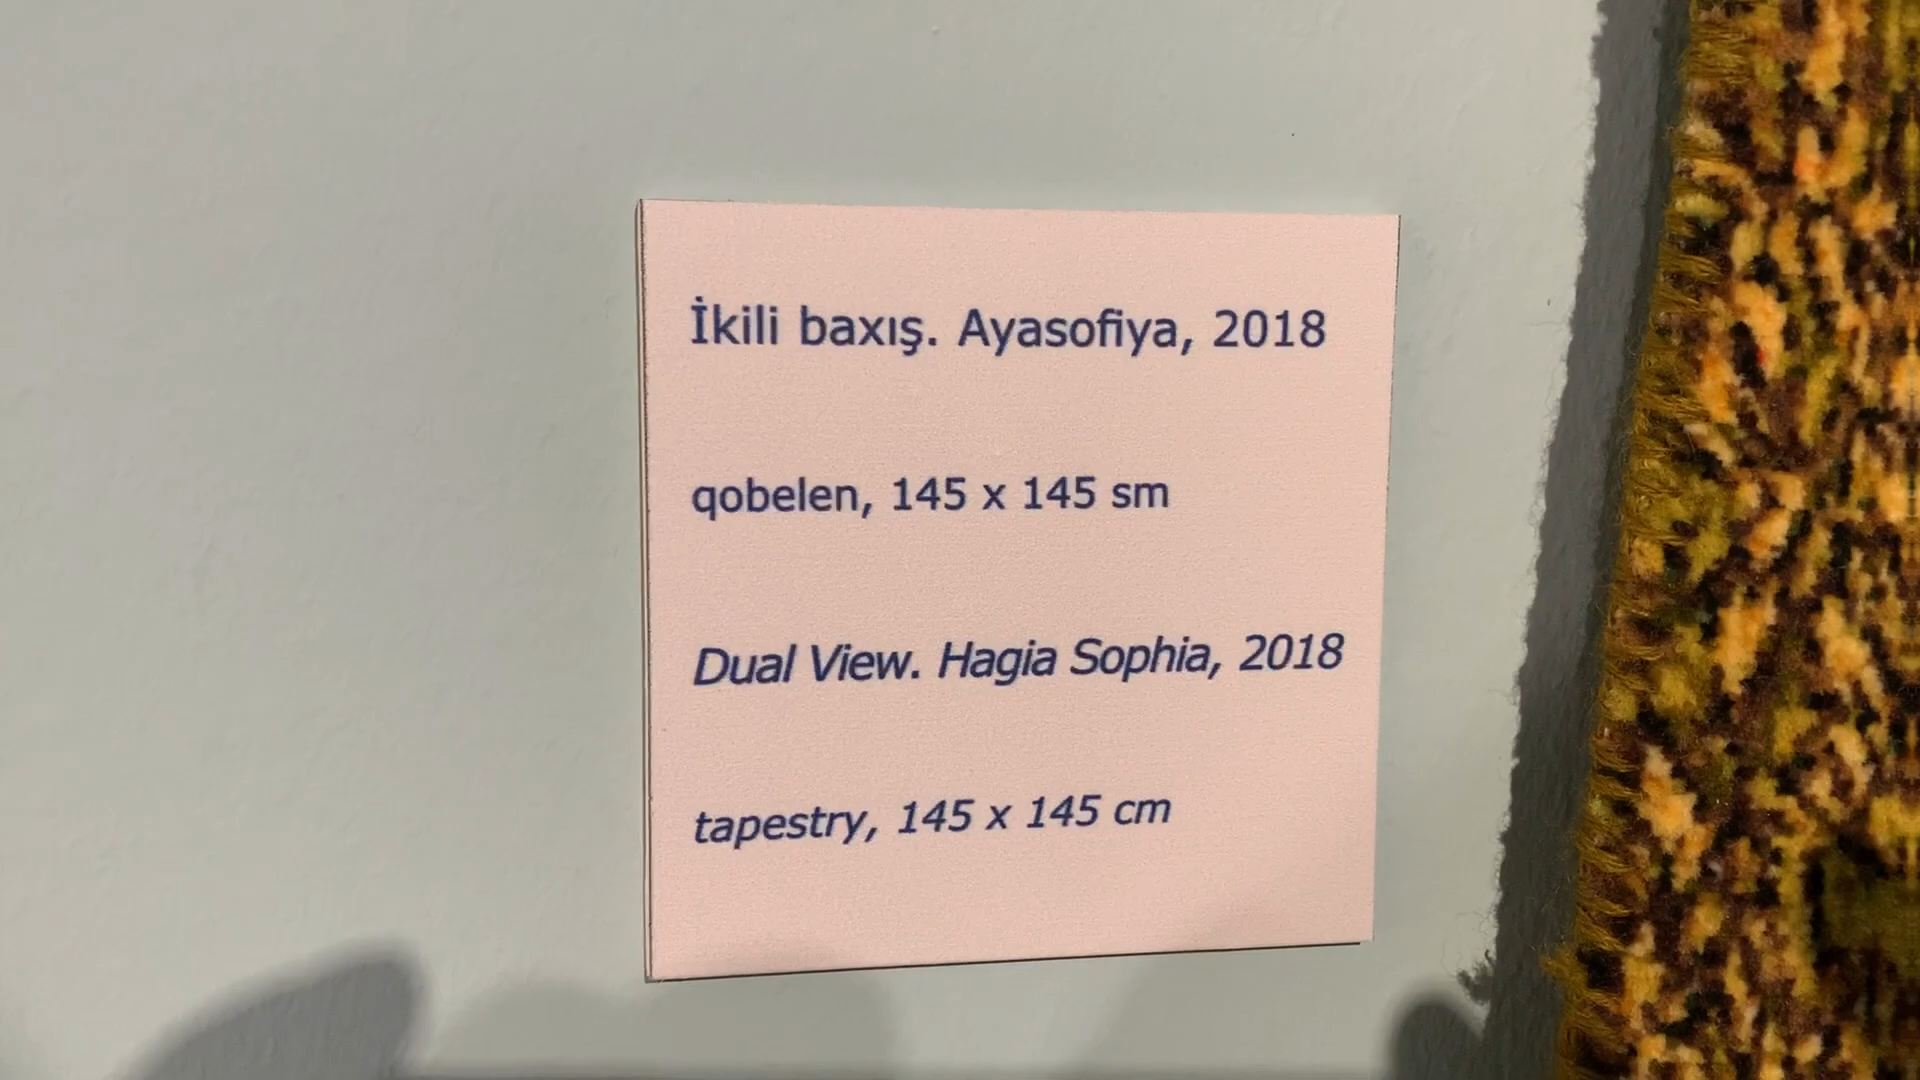 İkili baxış. Ayasofiya, 2018
qobelen, 145 x 145 sm
Dual View. Hagia Sophia, 2018
tapestry, 145 x 145 cm